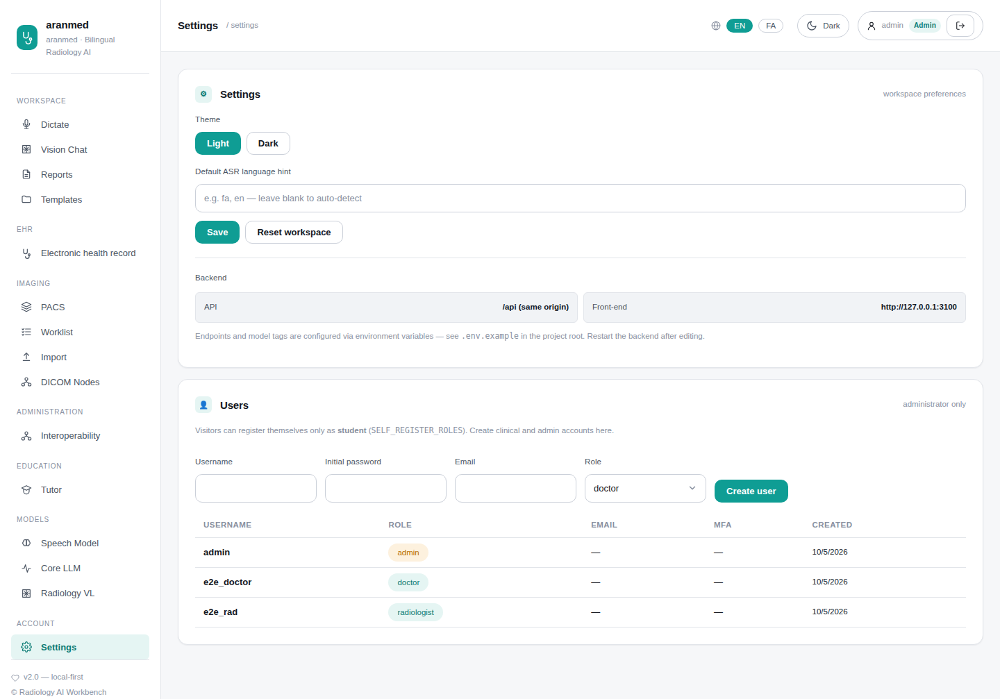 aranmed
aranmed · Bilingual
Radiology AI
WORKSPACE
Dictate
Vision Chat
Reports
Templates
EHR
Electronic health record
IMAGING
PACS
Worklist
Import
DICOM Nodes
ADMINISTRATION
Interoperability
EDUCATION
Tutor
MODELS
Speech Model
Core LLM
Radiology VL
ACCOUNT
Settings
v2.0 — local-first
© Radiology AI Workbench
Settings / settings
EN FA Dark admin Admin
Settings workspace preferences
Theme
Light Dark
Default ASR language hint
e.g. fa, en — leave blank to auto-detect
Save Reset workspace
Backend
API /api (same origin) Front-end http://127.0.0.1:3100
Endpoints and model tags are configured via environment variables — see .env.example in the project root. Restart the backend after editing.
Users administrator only
Visitors can register themselves only as student (SELF_REGISTER_ROLES). Create clinical and admin accounts here.
Username Initial password Email Role
doctor Create user
USERNAME ROLE EMAIL MFA CREATED
admin admin — — 10/5/2026
e2e_doctor doctor — — 10/5/2026
e2e_rad radiologist — — 10/5/2026